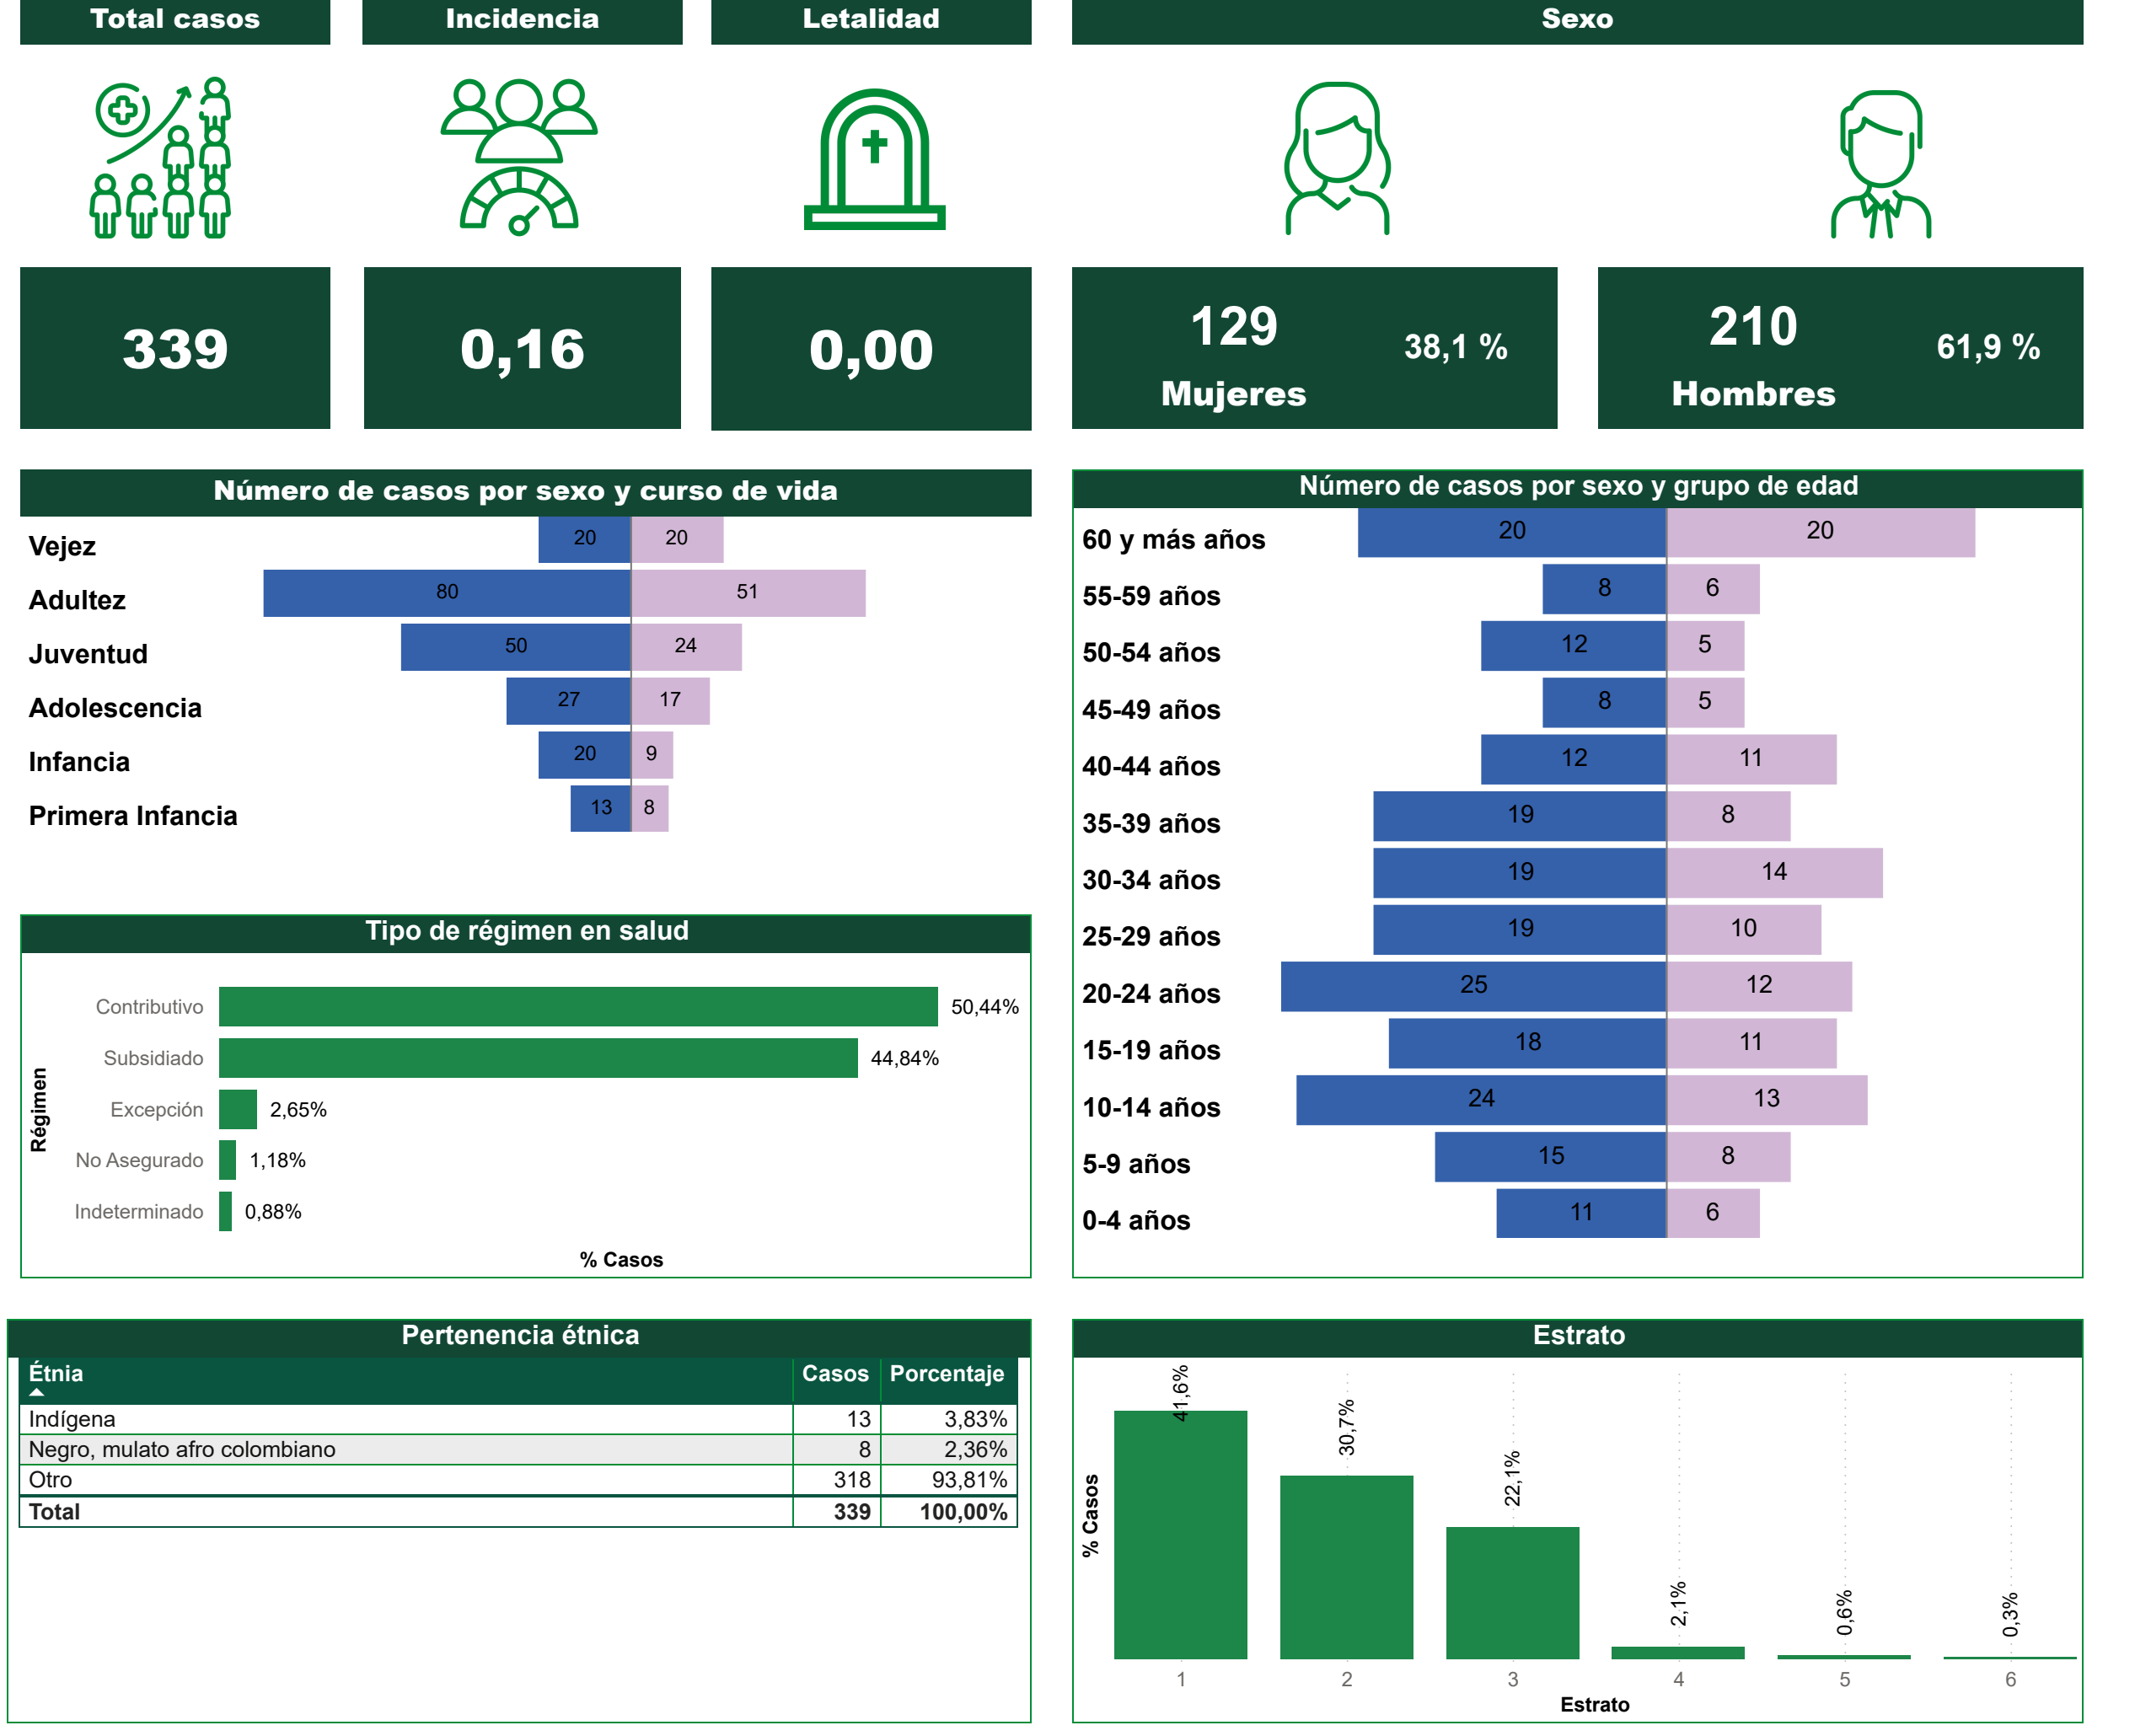 Total casos
Incidencia
Letalidad
Sexo
339
0,16
0,00
129
38,1 %
Mujeres
210
61,9 %
Hombres
Número de casos por sexo y curso de vida
Vejez 20 20
Adultez 80 51
Juventud 50 24
Adolescencia 27 17
Infancia 20 9
Primera Infancia 13 8
Número de casos por sexo y grupo de edad
60 y más años 20 20
55-59 años 8 6
50-54 años 12 5
45-49 años 8 5
40-44 años 12 11
35-39 años 19 8
30-34 años 19 14
25-29 años 19 10
20-24 años 25 12
15-19 años 18 11
10-14 años 24 13
5-9 años 15 8
0-4 años 11 6
Tipo de régimen en salud
Régimen
Contributivo 50,44%
Subsidiado 44,84%
Excepción 2,65%
No Asegurado 1,18%
Indeterminado 0,88%
% Casos
Pertenencia étnica
Étnia Casos Porcentaje
Indígena 13 3,83%
Negro, mulato afro colombiano 8 2,36%
Otro 318 93,81%
Total 339 100,00%
Estrato
% Casos
41,6% 30,7% 22,1% 2,1% 0,6% 0,3%
1 2 3 4 5 6
Estrato